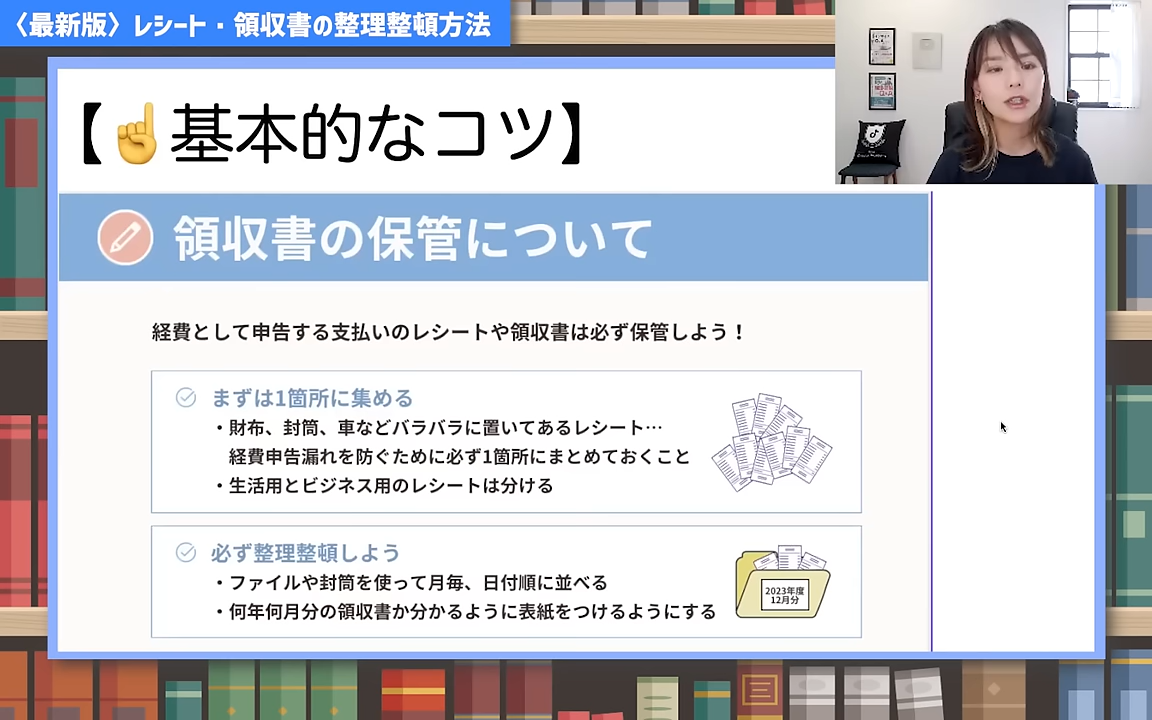 〈最新版〉レシート・領収書の整理整頓方法
【☝基本的なコツ】
領収書の保管について
経費として申告する支払いのレシートや領収書は必ず保管しよう！
まずは1箇所に集める
・財布、封筒、車などバラバラに置いてあるレシート…
経費申告漏れを防ぐために必ず1箇所にまとめておくこと
・生活用とビジネス用のレシートは分ける
必ず整理整頓しよう
・ファイルや封筒を使って月毎、日付順に並べる
・何年何月分の領収書か分かるように表紙をつけるようにする
2023年度
12月分